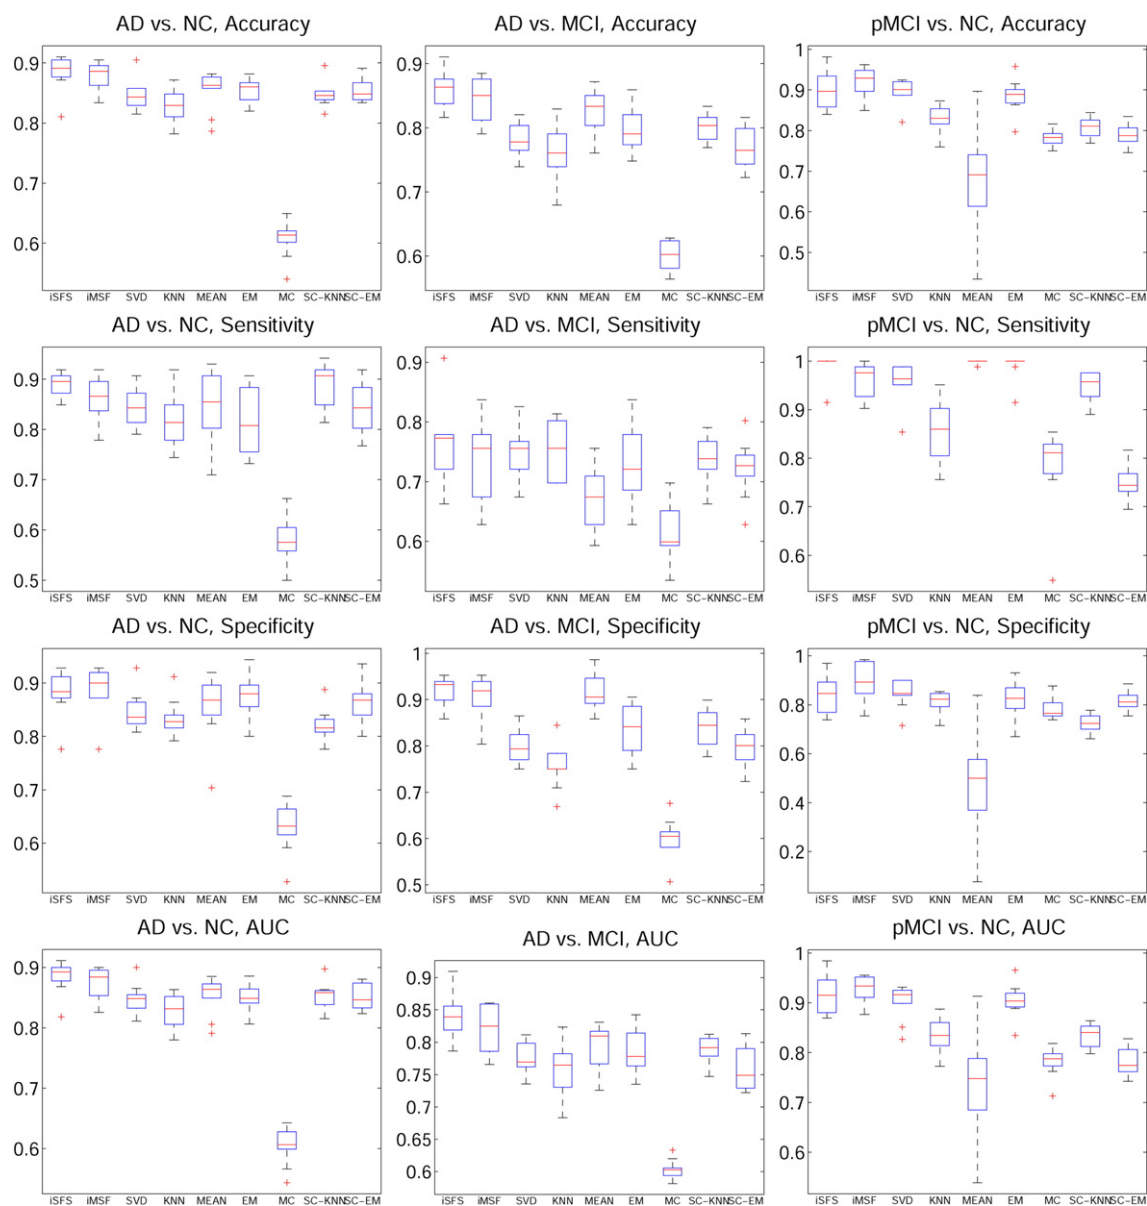 AD vs. NC, Accuracy
0.9
0.8
0.7
0.6
iSFS iMSF SVD KNN MEAN EM MC SC-KNN SC-EM
AD vs. MCI, Accuracy
0.9
0.8
0.7
0.6
iSFS iMSF SVD KNN MEAN EM MC SC-KNN SC-EM
pMCI vs. NC, Accuracy
1
0.9
0.8
0.7
0.6
0.5
iSFS iMSF SVD KNN MEAN EM MC SC-KNN SC-EM
AD vs. NC, Sensitivity
0.9
0.8
0.7
0.6
0.5
iSFS iMSF SVD KNN MEAN EM MC SC-KNN SC-EM
AD vs. MCI, Sensitivity
0.9
0.8
0.7
0.6
iSFS iMSF SVD KNN MEAN EM MC SC-KNN SC-EM
pMCI vs. NC, Sensitivity
1
0.9
0.8
0.7
0.6
iSFS iMSF SVD KNN MEAN EM MC SC-KNN SC-EM
AD vs. NC, Specificity
0.9
0.8
0.7
0.6
iSFS iMSF SVD KNN MEAN EM MC SC-KNN SC-EM
AD vs. MCI, Specificity
1
0.9
0.8
0.7
0.6
0.5
iSFS iMSF SVD KNN MEAN EM MC SC-KNN SC-EM
pMCI vs. NC, Specificity
1
0.8
0.6
0.4
0.2
iSFS iMSF SVD KNN MEAN EM MC SC-KNN SC-EM
AD vs. NC, AUC
0.9
0.8
0.7
0.6
iSFS iMSF SVD KNN MEAN EM MC SC-KNN SC-EM
AD vs. MCI, AUC
0.9
0.85
0.8
0.75
0.7
0.65
0.6
iSFS iMSF SVD KNN MEAN EM MC SC-KNN SC-EM
pMCI vs. NC, AUC
1
0.9
0.8
0.7
0.6
iSFS iMSF SVD KNN MEAN EM MC SC-KNN SC-EM